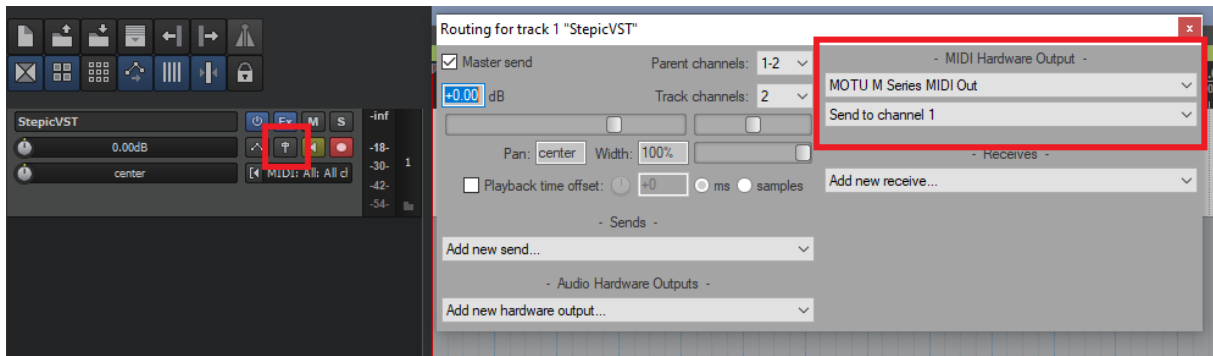 StepicVST
FX M S
-inf
0.00dB
-18-
-30-
1
center
MIDI: All: All c
-42-
-54-
Routing for track 1 "StepicVST"
x
Master send
Parent channels: 1-2
+0.00 dB
Track channels: 2
Pan: center Width: 100%
Playback time offset: +0 ms samples
- Sends -
Add new send...
- Audio Hardware Outputs -
Add new hardware output...
- MIDI Hardware Output -
MOTU M Series MIDI Out
Send to channel 1
- Receives -
Add new receive...